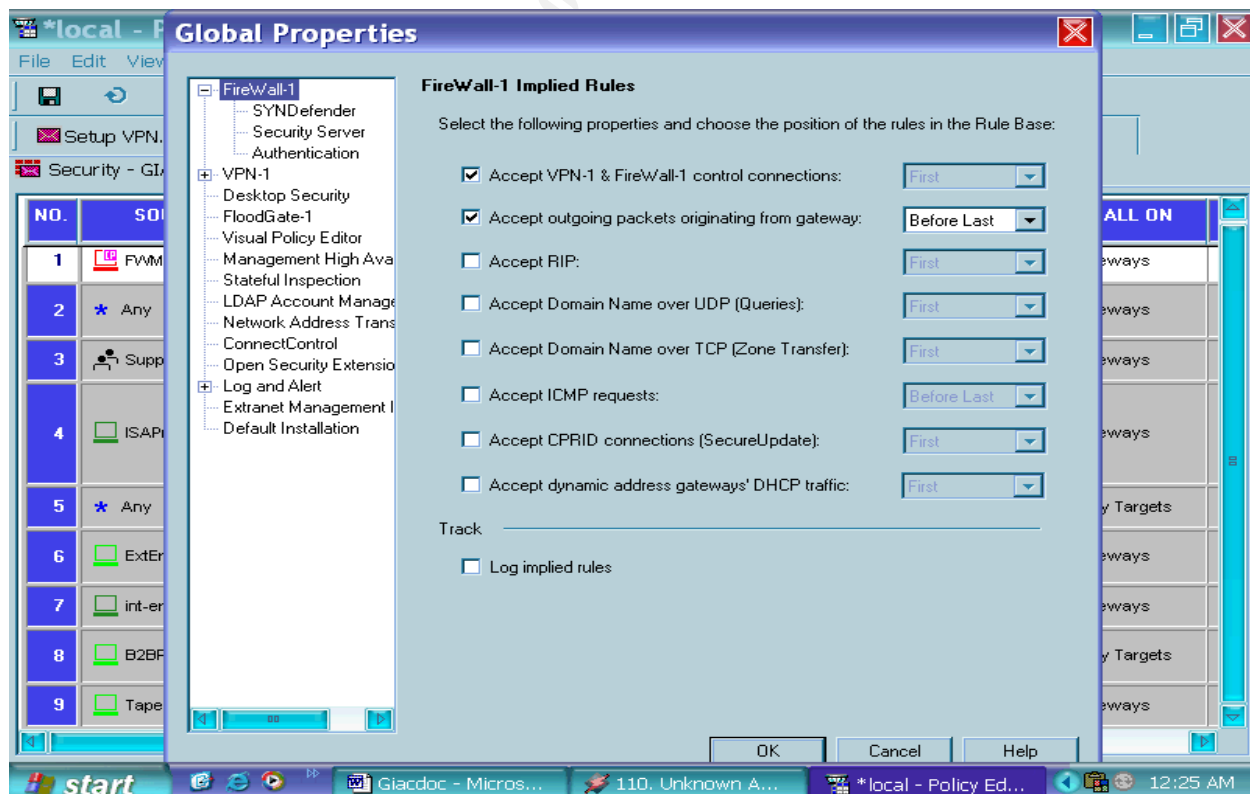 *local - P
Global Properties
File Edit View
Setup VPN.
Security - GIA
NO. SOU
1 FWM
2 * Any
3 Supp
4 ISAPr
5 * Any
6 ExtEr
7 int-er
8 B2BF
9 Tape
FireWall-1
SYNDefender
Security Server
Authentication
VPN-1
Desktop Security
FloodGate-1
Visual Policy Editor
Management High Ava
Stateful Inspection
LDAP Account Manage
Network Address Trans
ConnectControl
Open Security Extensio
Log and Alert
Extranet Management I
Default Installation
FireWall-1 Implied Rules
Select the following properties and choose the position of the rules in the Rule Base:
Accept VPN-1 & FireWall-1 control connections: First
Accept outgoing packets originating from gateway: Before Last
Accept RIP: First
Accept Domain Name over UDP (Queries): First
Accept Domain Name over TCP (Zone Transfer): First
Accept ICMP requests: Before Last
Accept CPRID connections (SecureUpdate): First
Accept dynamic address gateways' DHCP traffic: First
Track
Log implied rules
OK Cancel Help
ALL ON
eways
eways
eways
eways
y Targets
eways
eways
y Targets
eways
start Giacdoc - Micros... 110. Unknown A... *local - Policy Ed... 12:25 AM